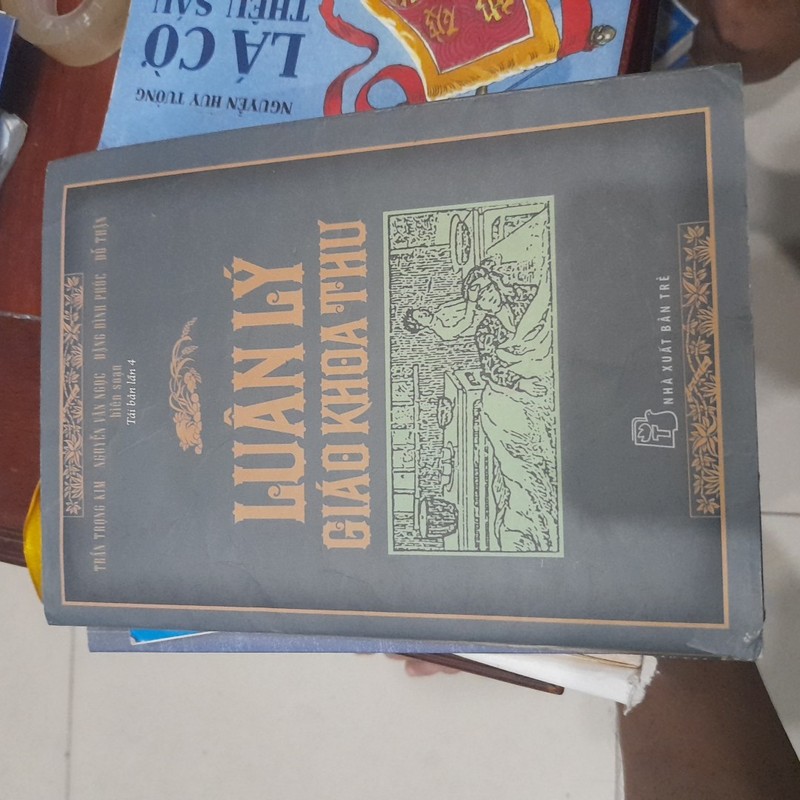 TRẦN TRỌNG KIM NGUYỄN VĂN NGỌC ĐẶNG ĐÌNH PHÚC ĐỖ THẬN
biên soạn
Tái bản lần 4
LUÂN LÝ
GIÁO KHOA THƯ
NHÀ XUẤT BẢN TRẺ
NGUYỄN HUY TƯỞNG
LÁ CỜ
THÊU SÁU